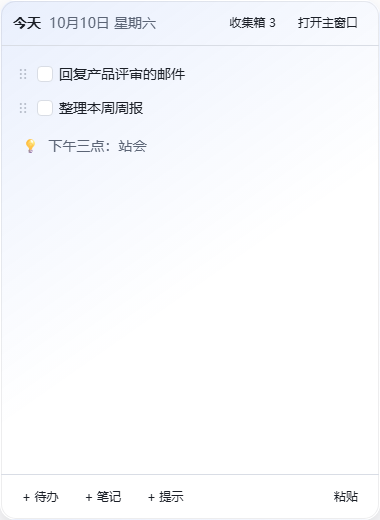 今天 10月10日 星期六 收集箱 3 打开主窗口
回复产品评审的邮件
整理本周周报
下午三点：站会
+ 待办 + 笔记 + 提示 粘贴